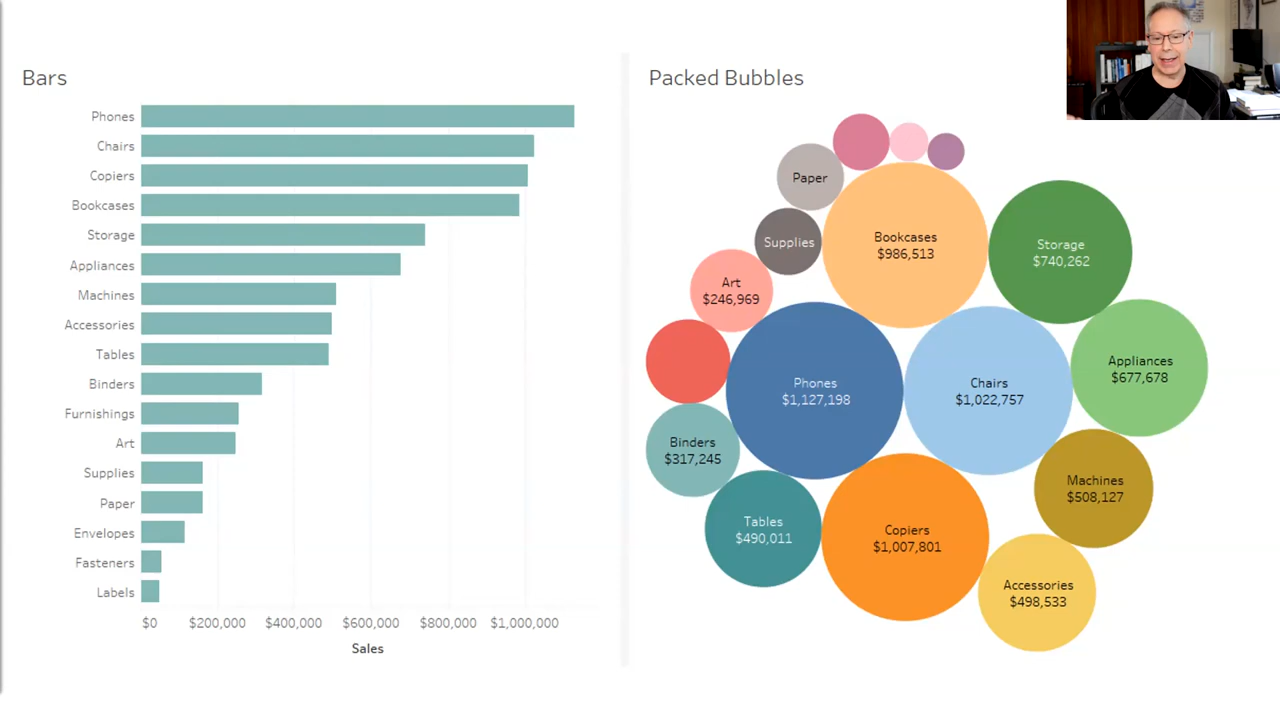 Bars
Phones
Chairs
Copiers
Bookcases
Storage
Appliances
Machines
Accessories
Tables
Binders
Furnishings
Art
Supplies
Paper
Envelopes
Fasteners
Labels
$0 $200,000 $400,000 $600,000 $800,000 $1,000,000
Sales
Packed Bubbles
Paper
Supplies
Bookcases
$986,513
Storage
$740,262
Art
$246,969
Appliances
$677,678
Phones
$1,127,198
Chairs
$1,022,757
Binders
$317,245
Machines
$508,127
Tables
$490,011
Copiers
$1,007,801
Accessories
$498,533